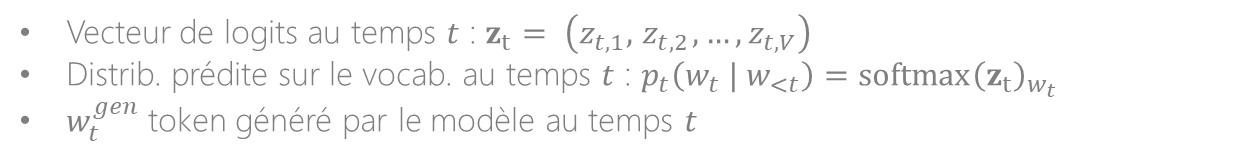 • Vecteur de logits au temps t : z_t = (z_{t,1}, z_{t,2}, …, z_{t,V})
• Distrib. prédite sur le vocab. au temps t : p_t(w_t | w_{<t}) = softmax(z_t)_{w_t}
• w_t^{gen} token généré par le modèle au temps t